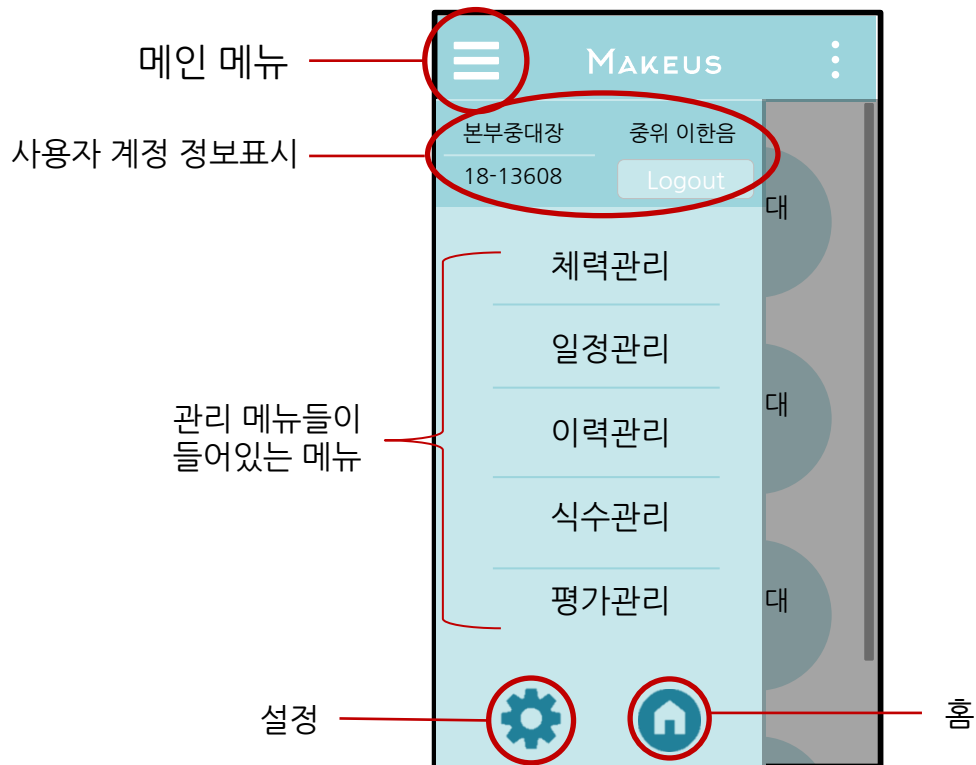 메인 메뉴
MAKEUS
사용자 계정 정보표시
본부중대장
중위 이한음
18-13608
Logout
대
체력관리
일정관리
관리 메뉴들이
들어있는 메뉴
이력관리
대
식수관리
평가관리
대
설정
홈